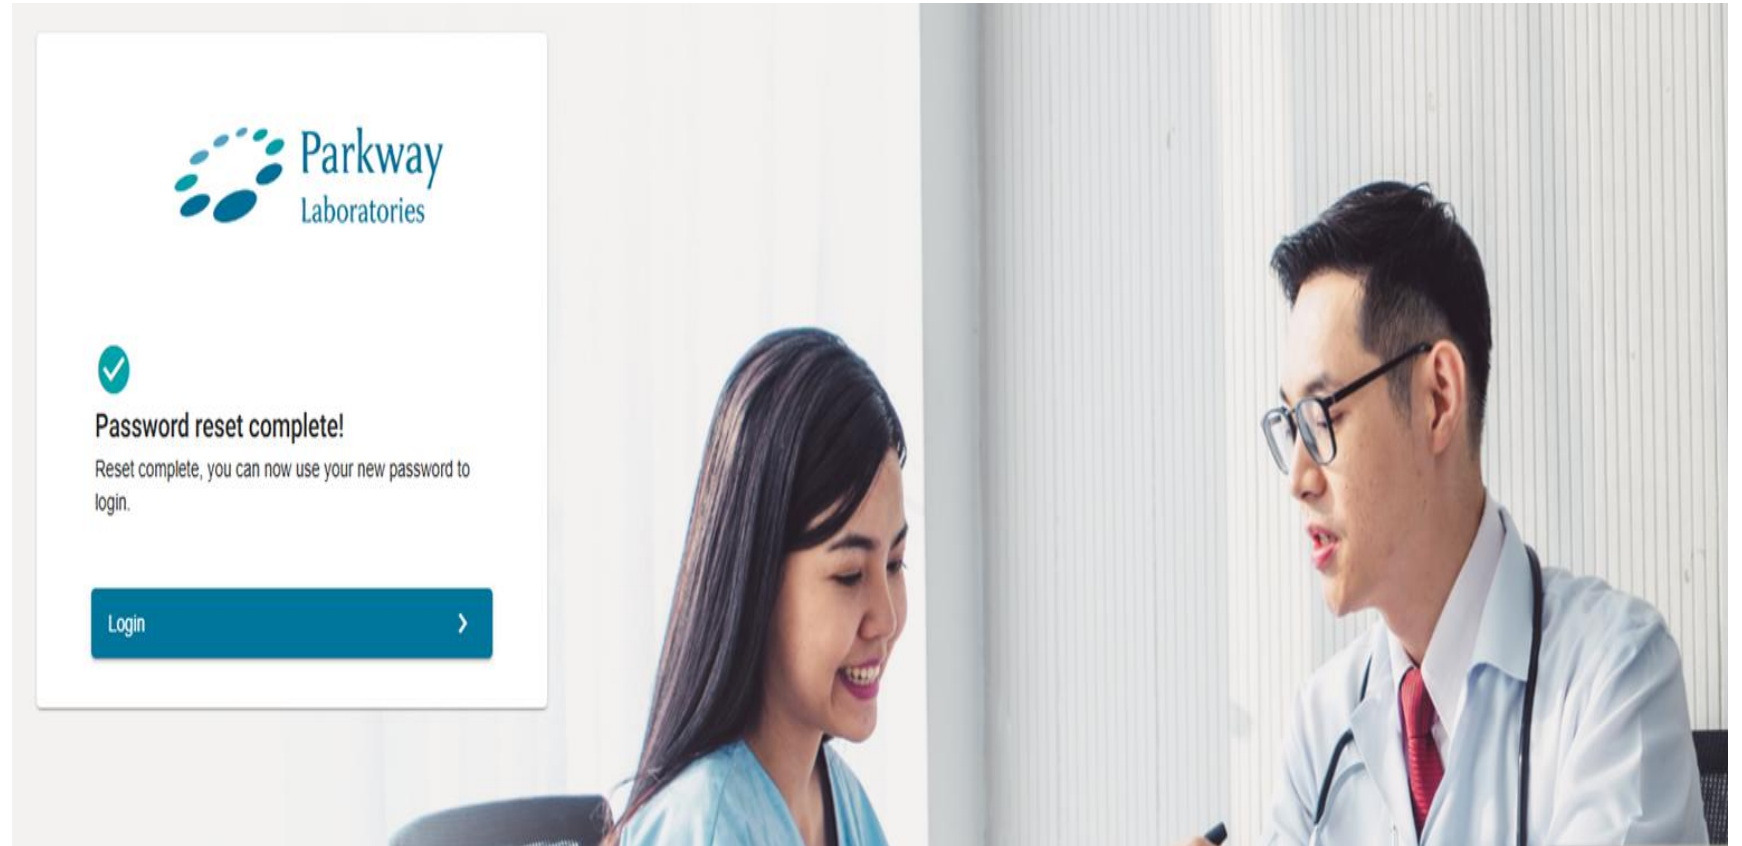 Parkway
Laboratories
Password reset complete!
Reset complete, you can now use your new password to
login.
Login